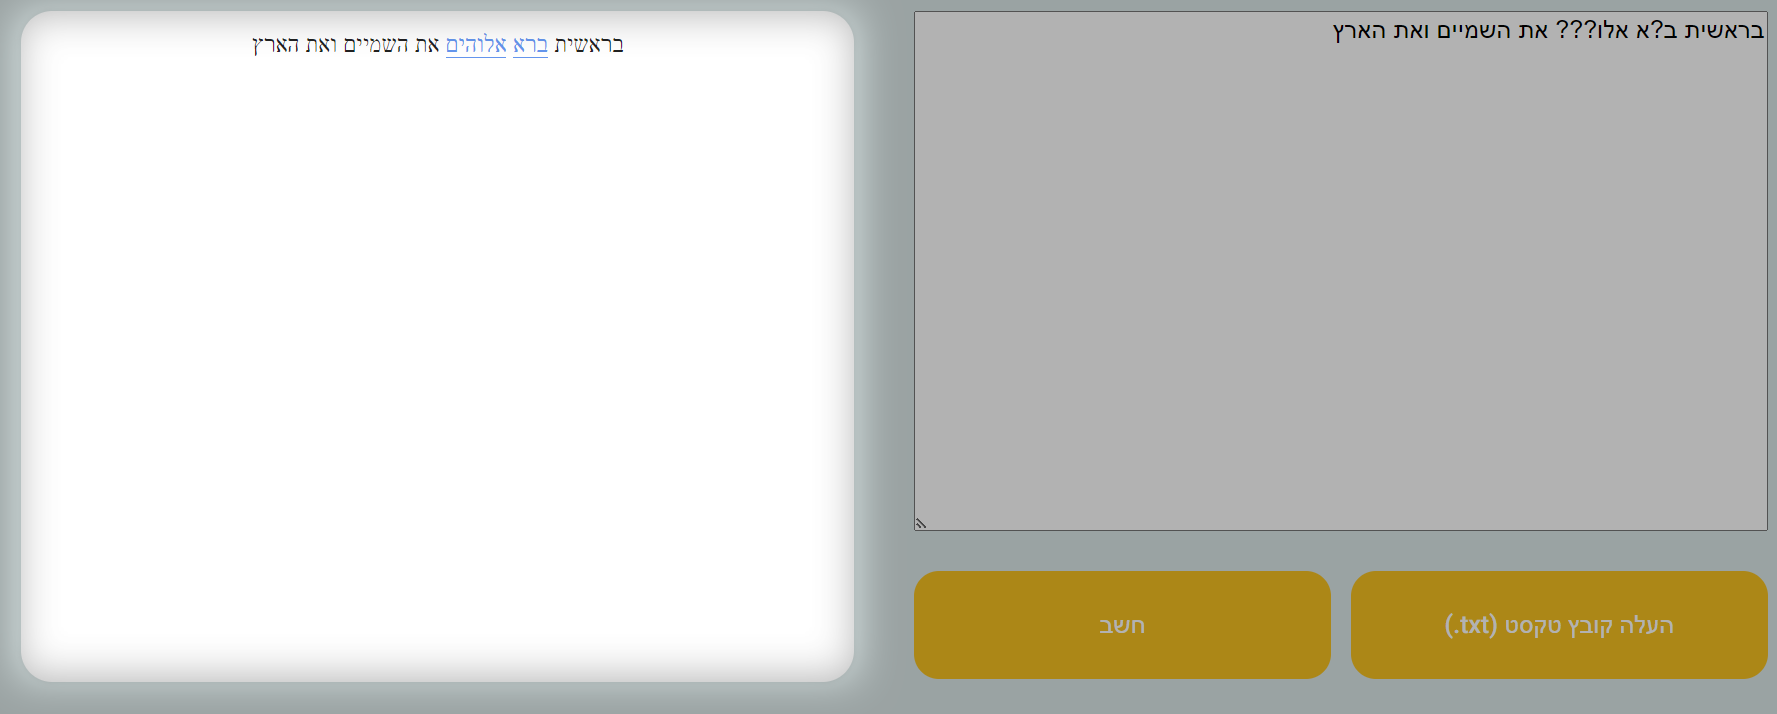 בראשית ב?א אלו??? את השמיים ואת הארץ
העלה קובץ טקסט (txt.)
חשב
בראשית ברא אלוהים את השמיים ואת הארץ